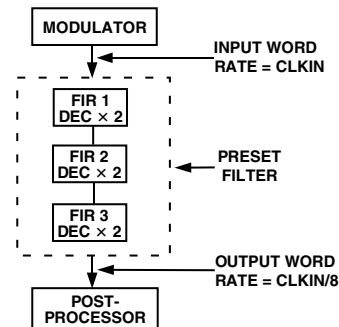 MODULATOR
INPUT WORD
RATE = CLKIN
FIR 1
DEC × 2
FIR 2
DEC × 2
PRESET
FILTER
FIR 3
DEC × 2
OUTPUT WORD
RATE = CLKIN/8
POST-
PROCESSOR